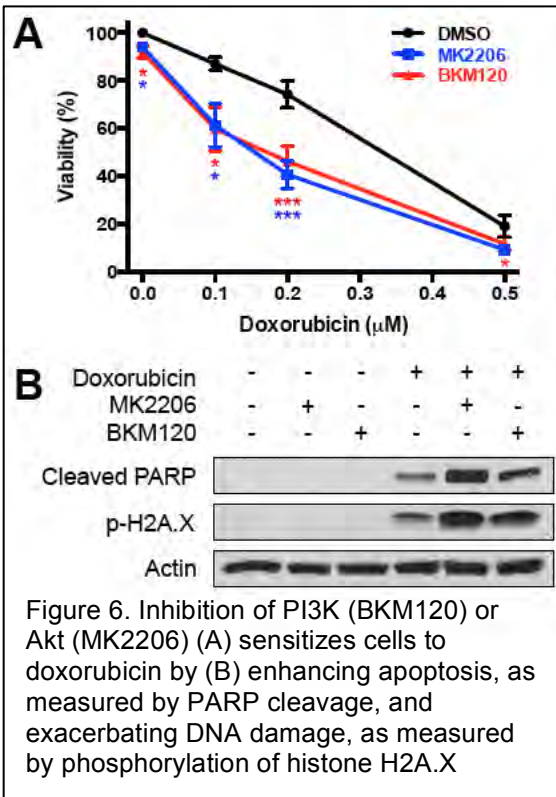 A
DMSO
MK2206
BKM120
100
80
60
40
20
0
Viability (%)
*
*
*
*
***
***
*
0.0 0.1 0.2 0.3 0.4 0.5
Doxorubicin (μM)
B
Doxorubicin - - - + + +
MK2206 - + - - + -
BKM120 - - + - - +
Cleaved PARP
p-H2A.X
Actin
Figure 6. Inhibition of PI3K (BKM120) or
Akt (MK2206) (A) sensitizes cells to
doxorubicin by (B) enhancing apoptosis, as
measured by PARP cleavage, and
exacerbating DNA damage, as measured
by phosphorylation of histone H2A.X